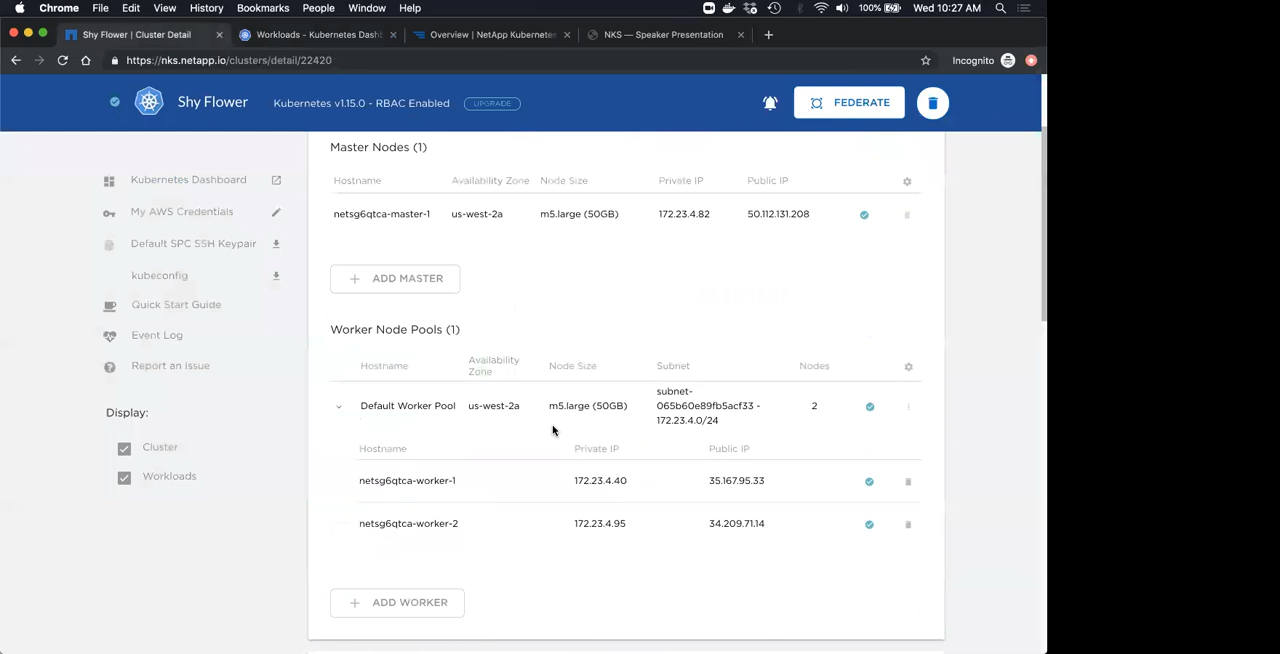 Chrome File Edit View History Bookmarks People Window Help 100% Wed 10:27 AM
Shy Flower | Cluster Detail Workloads - Kubernetes Dash Overview | NetApp Kubernete NKS — Speaker Presentation
https://nks.netapp.io/clusters/detail/22420 Incognito
Shy Flower Kubernetes v1.15.0 - RBAC Enabled UPGRADE FEDERATE
Kubernetes Dashboard
My AWS Credentials
Default SPC SSH Keypair
kubeconfig
Quick Start Guide
Event Log
Report an Issue
Display:
Cluster
Workloads
Master Nodes (1)
Hostname Availability Zone Node Size Private IP Public IP
netsg6qtca-master-1 us-west-2a m5.large (50GB) 172.23.4.82 50.112.131.208
+ ADD MASTER
Worker Node Pools (1)
Hostname Availability Zone Node Size Subnet Nodes
Default Worker Pool us-west-2a m5.large (50GB) subnet-065b60e89fb5acf33 - 172.23.4.0/24 2
Hostname Private IP Public IP
netsg6qtca-worker-1 172.23.4.40 35.167.95.33
netsg6qtca-worker-2 172.23.4.95 34.209.71.14
+ ADD WORKER